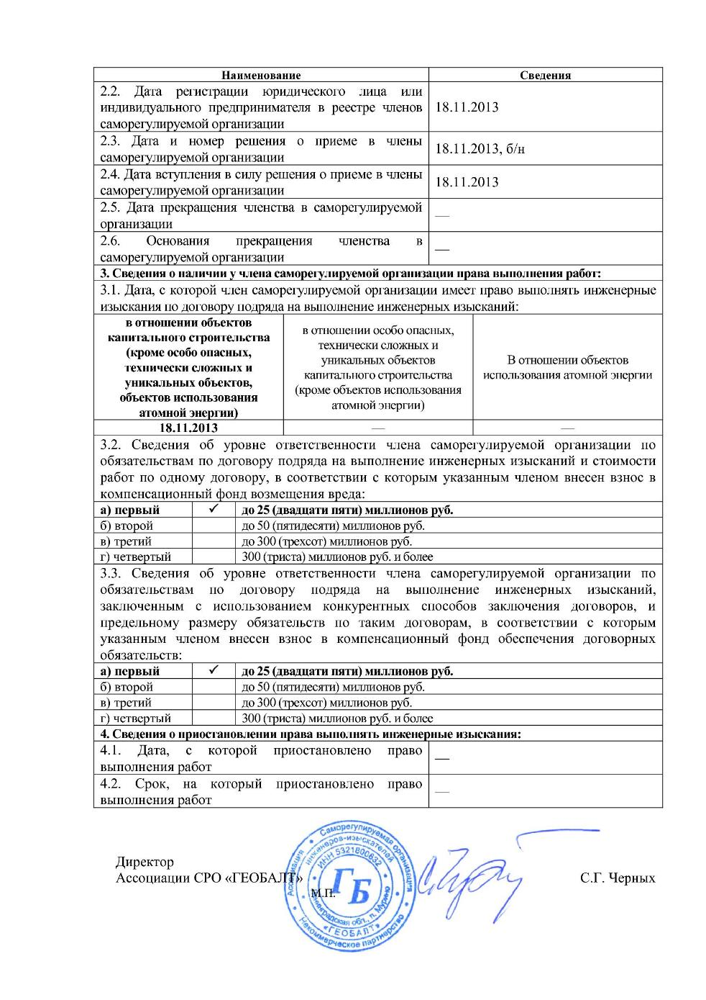 Наименование Сведения
2.2. Дата регистрации юридического лица или
индивидуального предпринимателя в реестре членов
саморегулируемой организации
18.11.2013
2.3. Дата и номер решения о приеме в члены
саморегулируемой организации
18.11.2013, б/н
2.4. Дата вступления в силу решения о приеме в члены
саморегулируемой организации
18.11.2013
2.5. Дата прекращения членства в саморегулируемой
организации
—
2.6. Основания прекращения членства в
саморегулируемой организации
—
3. Сведения о наличии у члена саморегулируемой организации права выполнения работ:
3.1. Дата, с которой член саморегулируемой организации имеет право выполнять инженерные
изыскания по договору подряда на выполнение инженерных изысканий:
в отношении объектов
капитального строительства
(кроме особо опасных,
технически сложных и
уникальных объектов,
объектов использования
атомной энергии)
в отношении особо опасных,
технически сложных и
уникальных объектов
капитального строительства
(кроме объектов использования
атомной энергии)
В отношении объектов
использования атомной энергии
18.11.2013 — —
3.2. Сведения об уровне ответственности члена саморегулируемой организации по
обязательствам по договору подряда на выполнение инженерных изысканий и стоимости
работ по одному договору, в соответствии с которым указанным членом внесен взнос в
компенсационный фонд возмещения вреда:
а) первый ✓ до 25 (двадцати пяти) миллионов руб.
б) второй до 50 (пятидесяти) миллионов руб.
в) третий до 300 (трехсот) миллионов руб.
г) четвертый 300 (триста) миллионов руб. и более
3.3. Сведения об уровне ответственности члена саморегулируемой организации по
обязательствам по договору подряда на выполнение инженерных изысканий,
заключенным с использованием конкурентных способов заключения договоров, и
предельному размеру обязательств по таким договорам, в соответствии с которым
указанным членом внесен взнос в компенсационный фонд обеспечения договорных
обязательств:
а) первый ✓ до 25 (двадцати пяти) миллионов руб.
б) второй до 50 (пятидесяти) миллионов руб.
в) третий до 300 (трехсот) миллионов руб.
г) четвертый 300 (триста) миллионов руб. и более
4. Сведения о приостановлении права выполнять инженерные изыскания:
4.1. Дата, с которой приостановлено право
выполнения работ
—
4.2. Срок, на который приостановлено право
выполнения работ
—
Директор
Ассоциации СРО «ГЕОБАЛТ» С.Г. Черных
М.П.
Ассоциация • Саморегулируемая организация
Некоммерческое партнерство
инженеров-изыскателей
ИНН 5321800632
ГБ
обл., п. Мурино
«ГЕОБАЛТ»